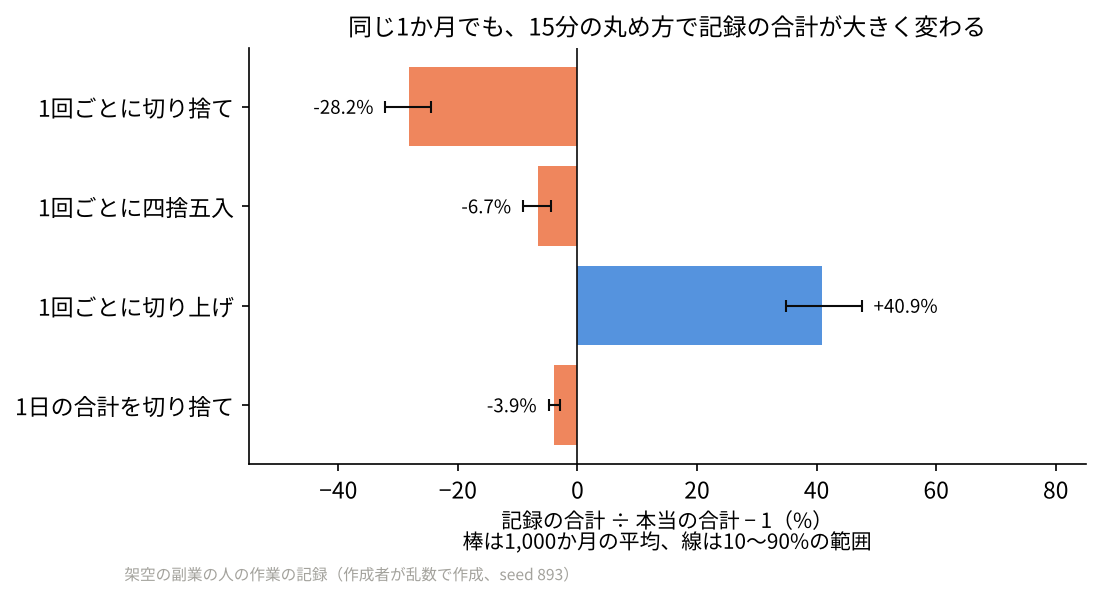 同じ1か月でも、15分の丸め方で記録の合計が大きく変わる
1回ごとに切り捨て
-28.2%
1回ごとに四捨五入
-6.7%
1回ごとに切り上げ
+40.9%
1日の合計を切り捨て
-3.9%
−40 −20 0 20 40 60 80
記録の合計 ÷ 本当の合計 − 1（%）
棒は1,000か月の平均、線は10〜90%の範囲
架空の副業の人の作業の記録（作成者が乱数で作成、seed 893）